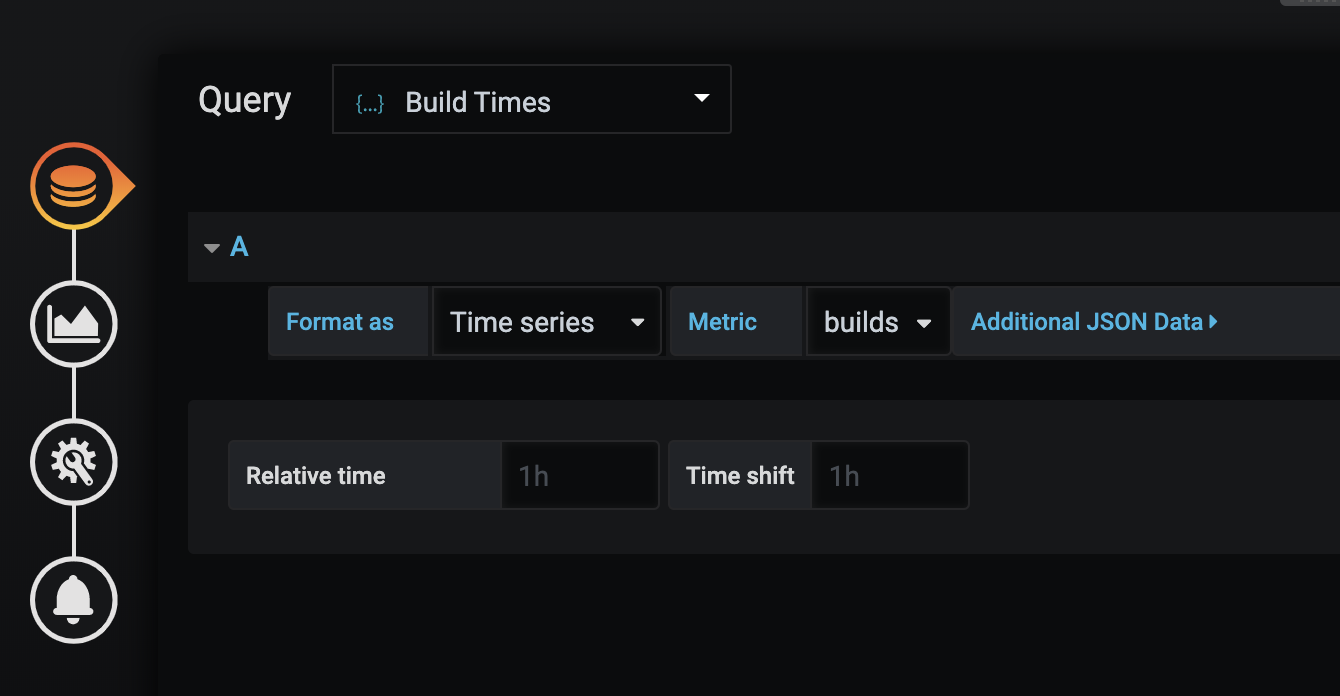 Query {...} Build Times
A
Format as Time series Metric builds Additional JSON Data
Relative time 1h Time shift 1h